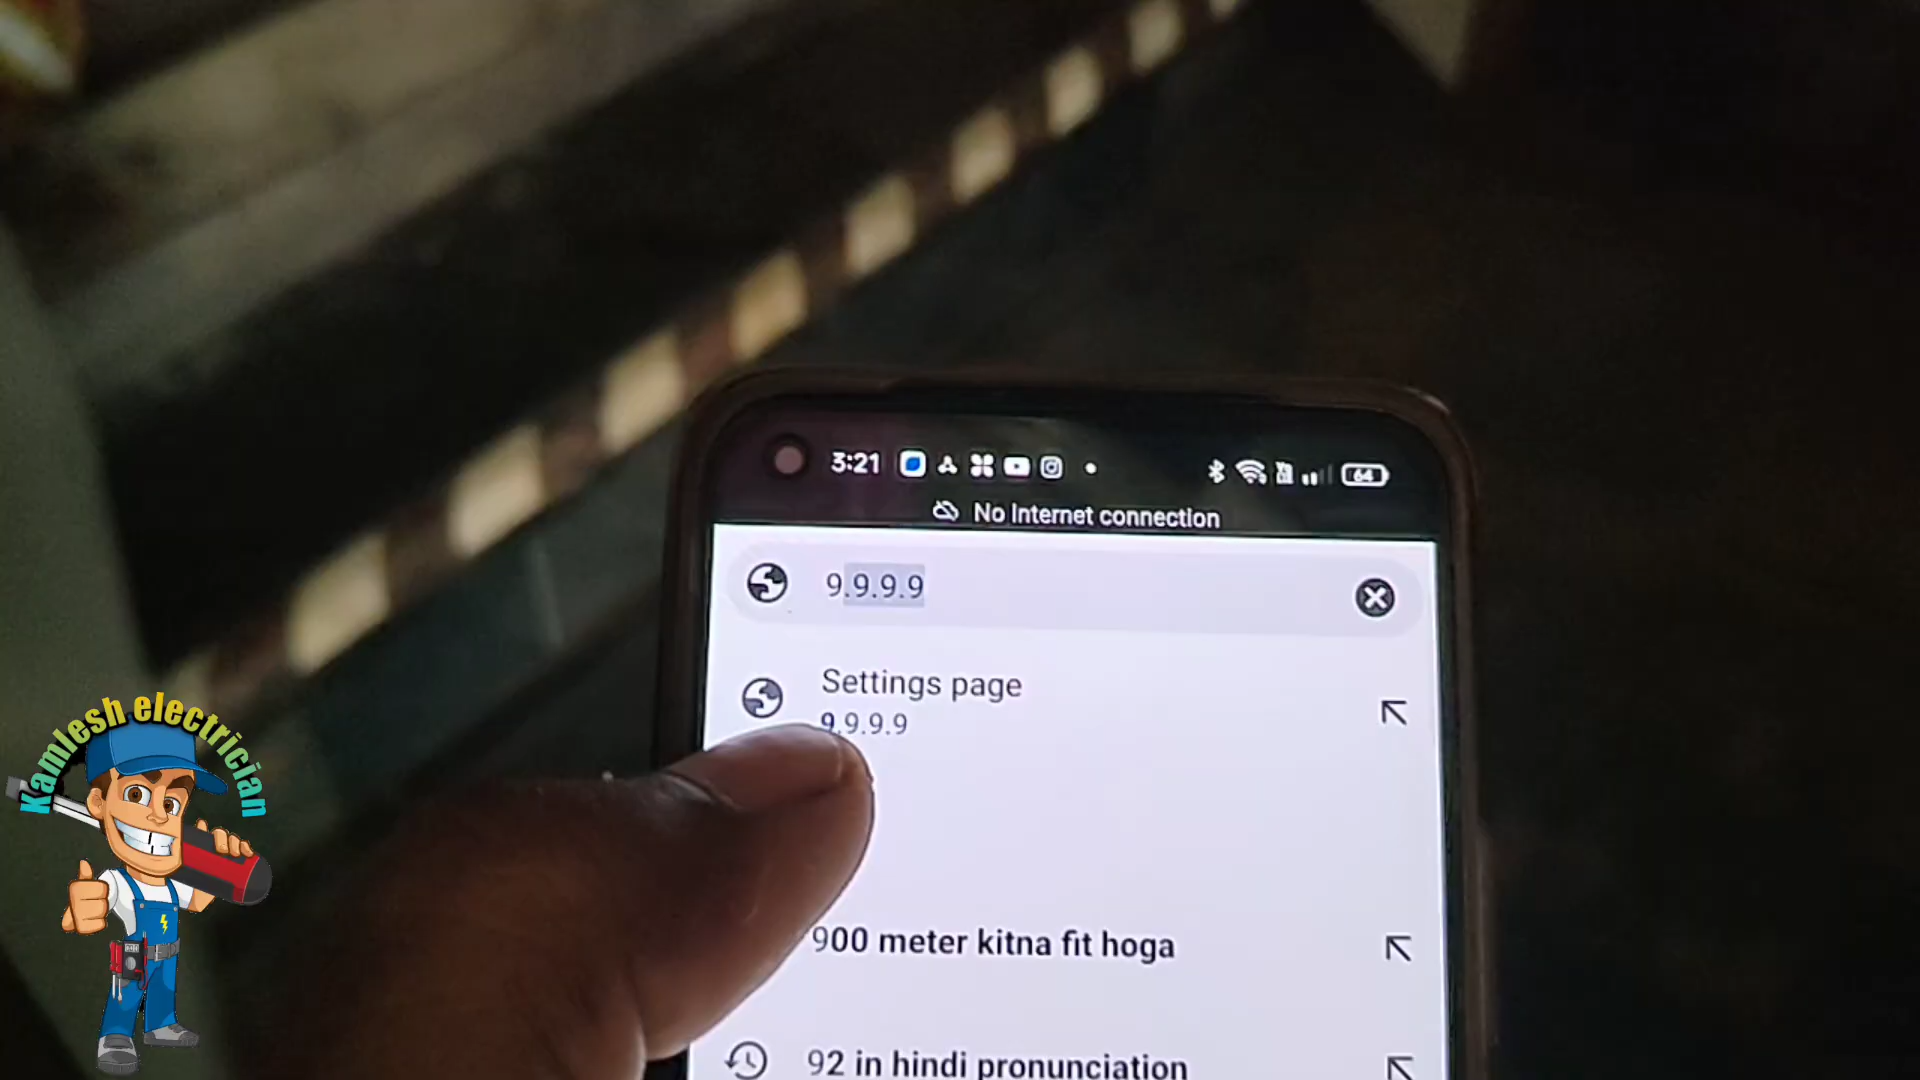 3:21
64
No Internet connection
9.9.9.9
Settings page
9.9.9.9
900 meter kitna fit hoga
92 in hindi pronunciation
Kamlesh electrician